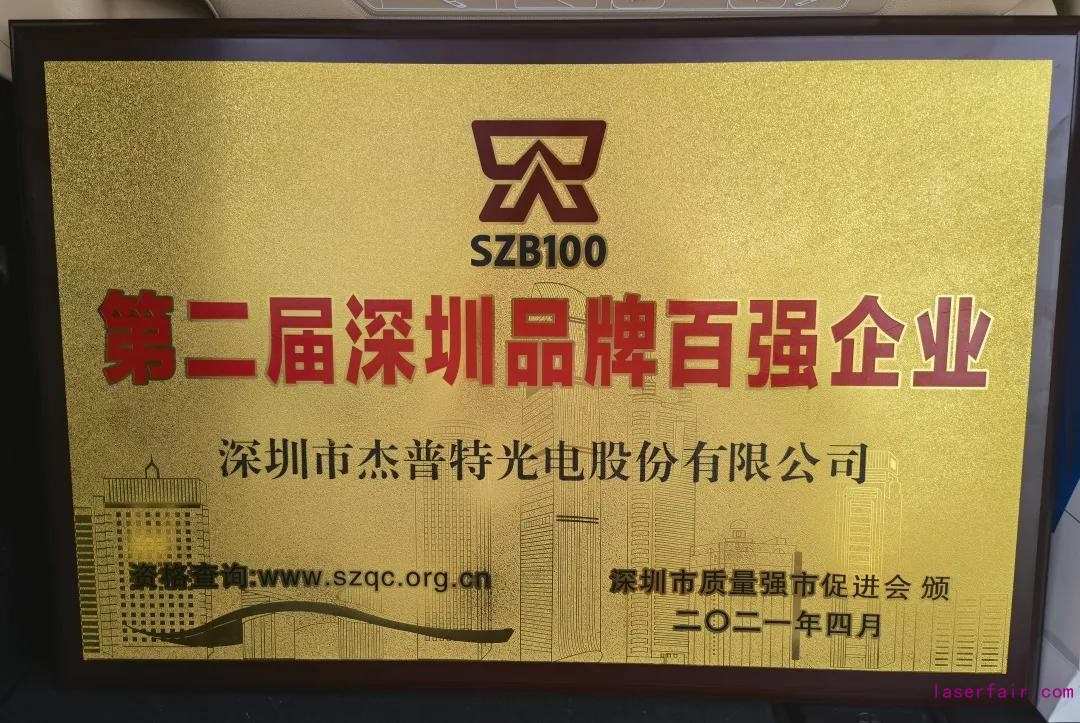 SZB100
第二届深圳品牌百强企业
深圳市杰普特光电股份有限公司
资格查询:www.szqc.org.cn
深圳市质量强市促进会 颁
二〇二一年四月
laserfair.com